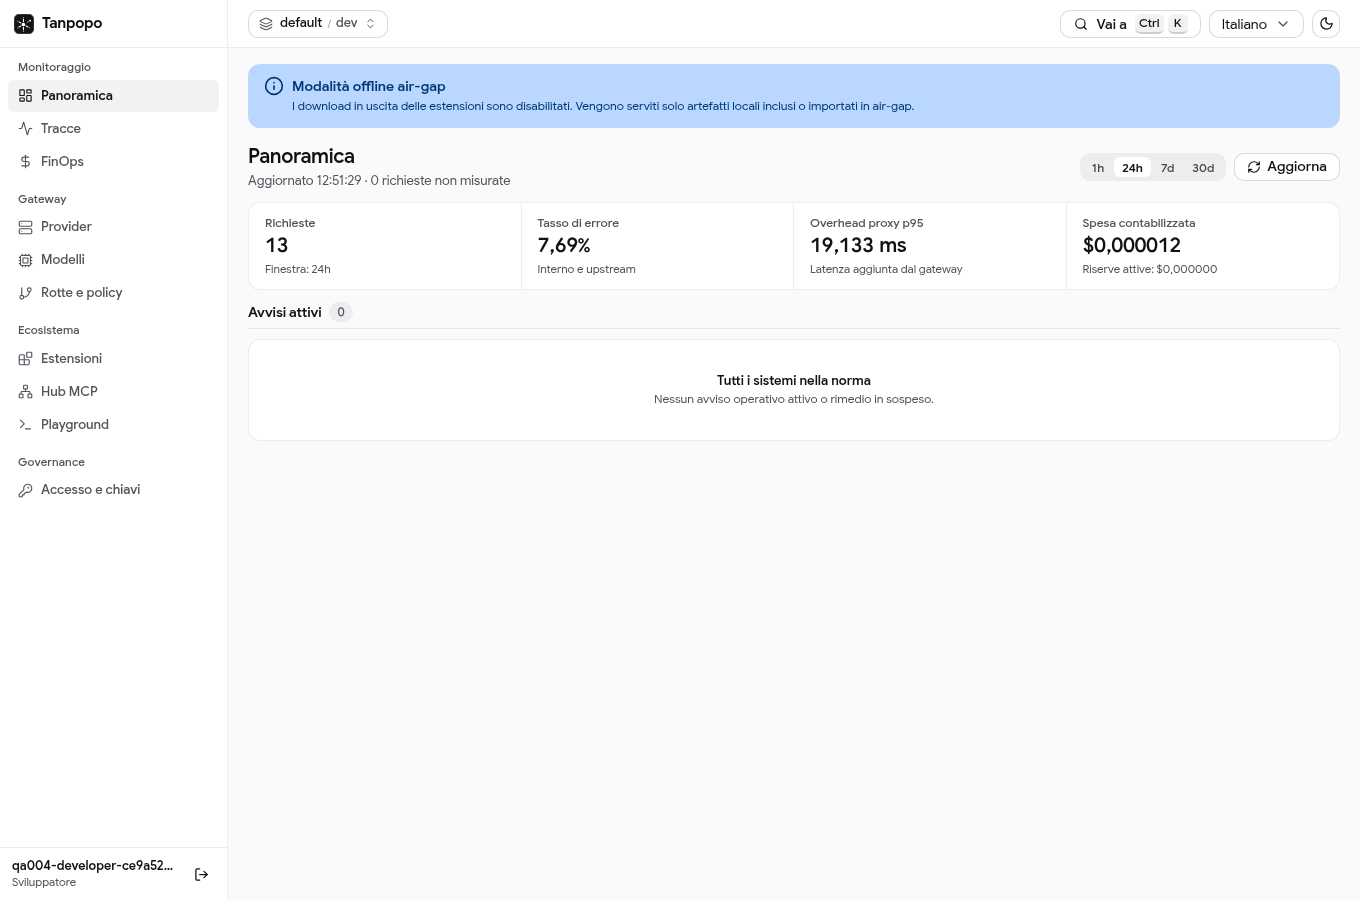 Tanpopo
default / dev
Vai a Ctrl K
Italiano
Monitoraggio
Panoramica
Tracce
FinOps
Gateway
Provider
Modelli
Rotte e policy
Ecosistema
Estensioni
Hub MCP
Playground
Governance
Accesso e chiavi
qa004-developer-ce9a52...
Sviluppatore
Modalità offline air-gap
I download in uscita delle estensioni sono disabilitati. Vengono serviti solo artefatti locali inclusi o importati in air-gap.
Panoramica
Aggiornato 12:51:29 · 0 richieste non misurate
1h 24h 7d 30d
Aggiorna
Richieste
13
Finestra: 24h
Tasso di errore
7,69%
Interno e upstream
Overhead proxy p95
19,133 ms
Latenza aggiunta dal gateway
Spesa contabilizzata
$0,000012
Riserve attive: $0,000000
Avvisi attivi 0
Tutti i sistemi nella norma
Nessun avviso operativo attivo o rimedio in sospeso.